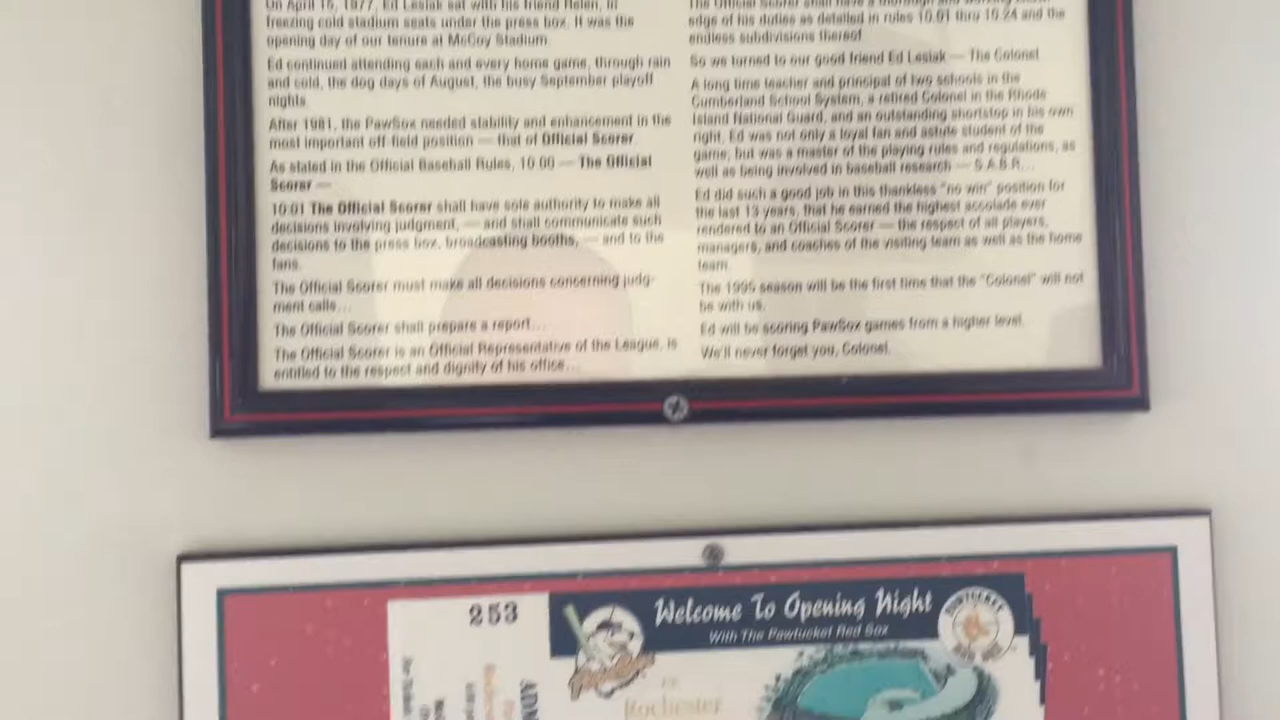 On April 15, 1977, Ed Lesiak sat with his friend Helen, in
freezing cold stadium seats under the press box. It was the
opening day of our tenure at McCoy Stadium.
Ed continued attending each and every home game, through rain
and cold, the dog days of August, the busy September playoff
nights.
After 1981, the PawSox needed stability and enhancement in the
most important off-field position — that of Official Scorer.
As stated in the Official Baseball Rules, 10:00 — The Official
Scorer —
10:01 The Official Scorer shall have sole authority to make all
decisions involving judgment, — and shall communicate such
decisions to the press box, broadcasting booths, — and to the
fans.
The Official Scorer must make all decisions concerning judg-
ment calls...
The Official Scorer shall prepare a report...
The Official Scorer is an Official Representative of the League, is
entitled to the respect and dignity of his office...
The Official Scorer shall have a thorough and working
edge of his duties as detailed in rules 10.01 thru 10.24 and the
endless subdivisions thereof.
So we turned to our good friend Ed Lesiak — The Colonel
A long time teacher and principal of two schools in the
Cumberland School System, a retired Colonel in the Rhode
Island National Guard, and an outstanding shortstop in his own
right, Ed was not only a loyal fan and astute student of the
game, but was a master of the playing rules and regulations, as
well as being involved in baseball research — S.A.B.R...
Ed did such a good job in this thankless "no win" position for
the last 13 years, that he earned the highest accolade ever
rendered to an Official Scorer — the respect of all players,
managers, and coaches of the visiting team as well as the home
team.
The 1995 season will be the first time that the "Colonel" will not
be with us.
Ed will be scoring PawSox games from a higher level.
We'll never forget you, Colonel.
253
Welcome To Opening Night
With The Pawtucket Red Sox
Rochester